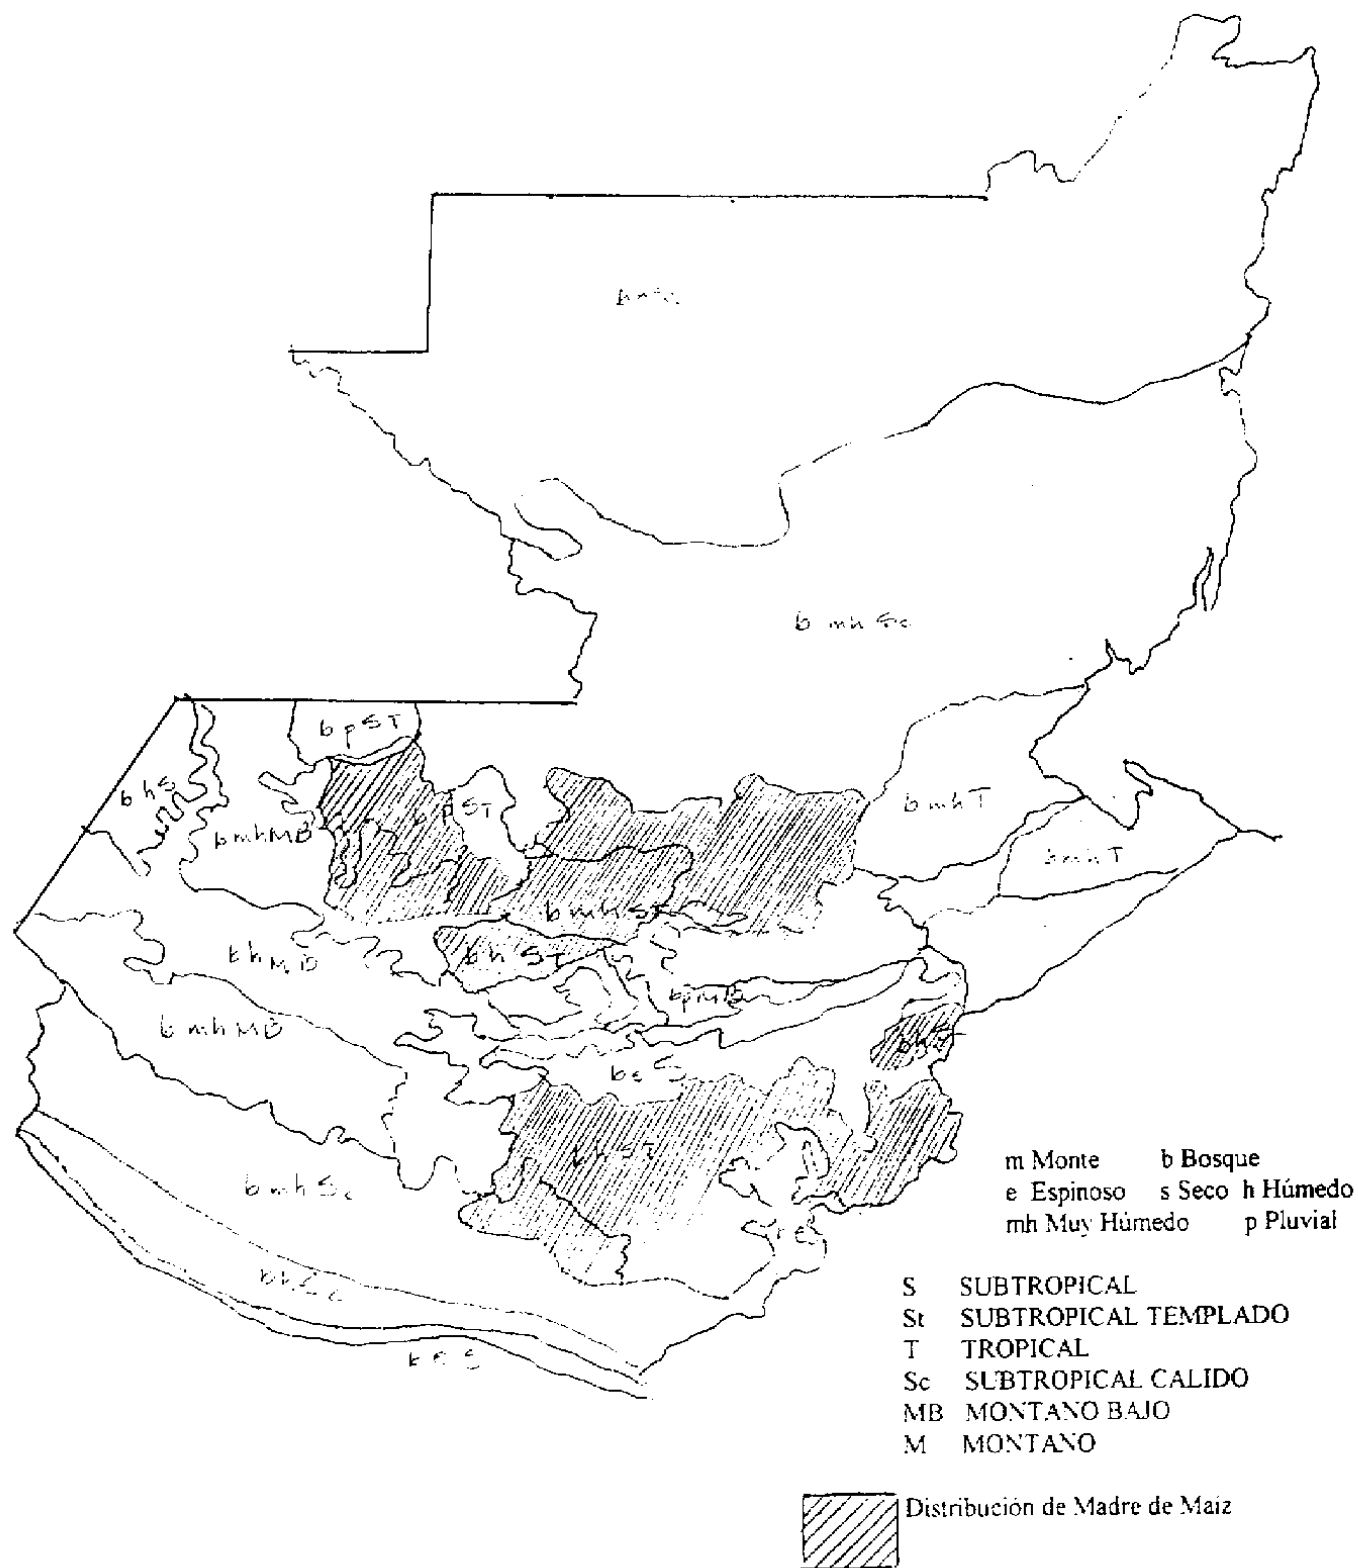 b mh Sc
b p ST
b h S
b mh MB
b p ST
b mh T
b mh T
b mh St
b h ST
b h MB
b p MB
b mh MB
b mh Sc
m Monte b Bosque
e Espinoso s Seco h Húmedo
mh Muy Húmedo p Pluvial
S SUBTROPICAL
St SUBTROPICAL TEMPLADO
T TROPICAL
Sc SUBTROPICAL CALIDO
MB MONTANO BAJO
M MONTANO
Distribución de Madre de Maíz